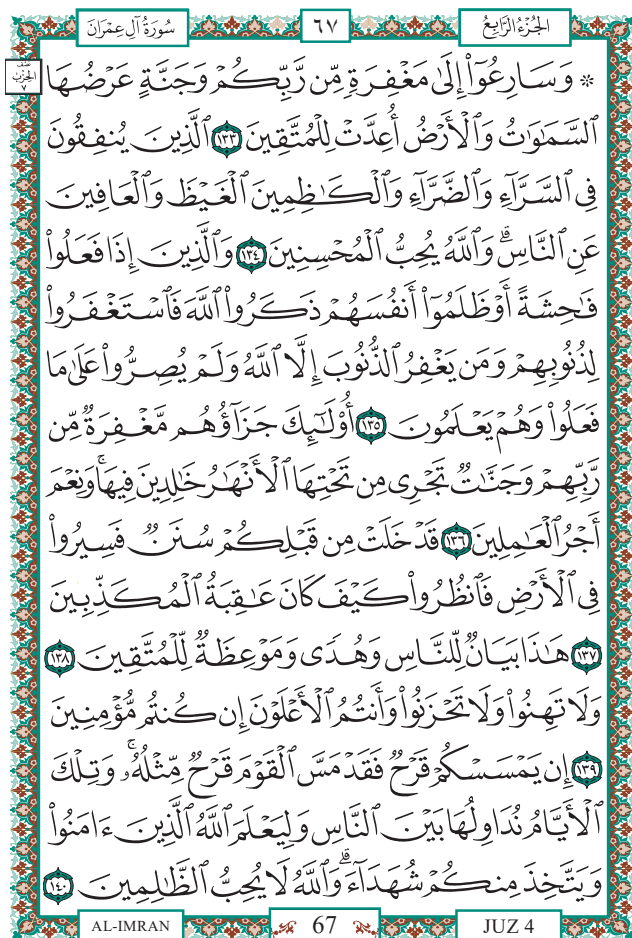 الجُزْءُ الرَّابِعُ
٦٧
سُورَةُ آلِ عِمْرَانَ
نصف
الحزب
٧
۞ وَسَارِعُوٓاْ إِلَىٰ مَغْفِرَةٖ مِّن رَّبِّكُمْ وَجَنَّةٍ عَرْضُهَا
ٱلسَّمَٰوَٰتُ وَٱلْأَرْضُ أُعِدَّتْ لِلْمُتَّقِينَ ١٣٣ ٱلَّذِينَ يُنفِقُونَ
فِي ٱلسَّرَّآءِ وَٱلضَّرَّآءِ وَٱلْكَٰظِمِينَ ٱلْغَيْظَ وَٱلْعَافِينَ
عَنِ ٱلنَّاسِۗ وَٱللَّهُ يُحِبُّ ٱلْمُحْسِنِينَ ١٣٤ وَٱلَّذِينَ إِذَا فَعَلُواْ
فَٰحِشَةً أَوْ ظَلَمُوٓاْ أَنفُسَهُمْ ذَكَرُواْ ٱللَّهَ فَٱسْتَغْفَرُواْ
لِذُنُوبِهِمْ وَمَن يَغْفِرُ ٱلذُّنُوبَ إِلَّا ٱللَّهُ وَلَمْ يُصِرُّواْ عَلَىٰ مَا
فَعَلُواْ وَهُمْ يَعْلَمُونَ ١٣٥ أُوْلَٰٓئِكَ جَزَآؤُهُم مَّغْفِرَةٞ مِّن
رَّبِّهِمْ وَجَنَّٰتٞ تَجْرِي مِن تَحْتِهَا ٱلْأَنْهَٰرُ خَٰلِدِينَ فِيهَاۚ وَنِعْمَ
أَجْرُ ٱلْعَٰمِلِينَ ١٣٦ قَدْ خَلَتْ مِن قَبْلِكُمْ سُنَنٞ فَسِيرُواْ
فِي ٱلْأَرْضِ فَٱنظُرُواْ كَيْفَ كَانَ عَٰقِبَةُ ٱلْمُكَذِّبِينَ
١٣٧ هَٰذَا بَيَانٞ لِّلنَّاسِ وَهُدٗى وَمَوْعِظَةٞ لِّلْمُتَّقِينَ ١٣٨
وَلَا تَهِنُواْ وَلَا تَحْزَنُواْ وَأَنتُمُ ٱلْأَعْلَوْنَ إِن كُنتُم مُّؤْمِنِينَ
١٣٩ إِن يَمْسَسْكُمْ قَرْحٞ فَقَدْ مَسَّ ٱلْقَوْمَ قَرْحٞ مِّثْلُهُۥۚ وَتِلْكَ
ٱلْأَيَّامُ نُدَاوِلُهَا بَيْنَ ٱلنَّاسِ وَلِيَعْلَمَ ٱللَّهُ ٱلَّذِينَ ءَامَنُواْ
وَيَتَّخِذَ مِنكُمْ شُهَدَآءَۗ وَٱللَّهُ لَا يُحِبُّ ٱلظَّٰلِمِينَ ١٤٠
AL-IMRAN
67
JUZ 4